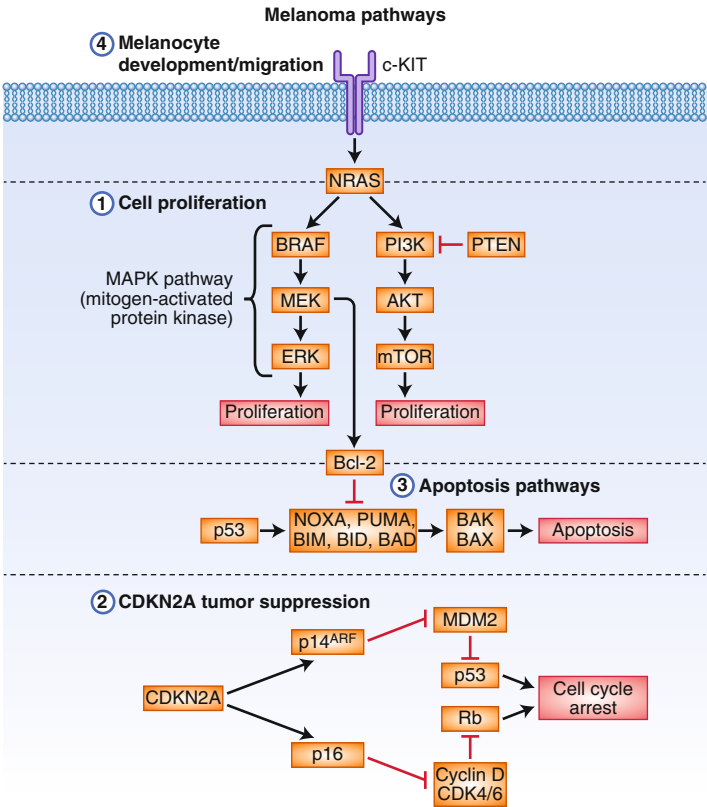 Melanoma pathways
4 Melanocyte
development/migration
c-KIT
NRAS
1 Cell proliferation
BRAF
PI3K
PTEN
MAPK pathway
(mitogen-activated
protein kinase)
MEK
AKT
ERK
mTOR
Proliferation
Proliferation
Bcl-2
3 Apoptosis pathways
p53
NOXA, PUMA,
BIM, BID, BAD
BAK
BAX
Apoptosis
2 CDKN2A tumor suppression
MDM2
p14ARF
p53
CDKN2A
Cell cycle
arrest
Rb
p16
Cyclin D
CDK4/6